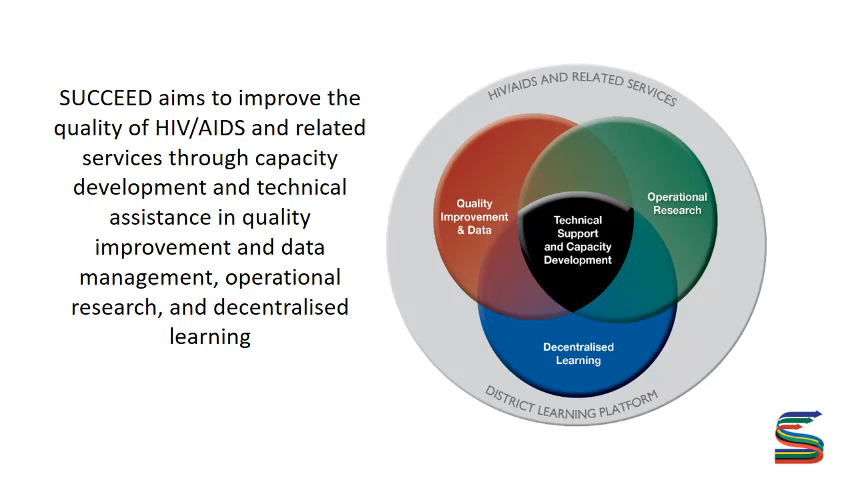 SUCCEED aims to improve the
quality of HIV/AIDS and related
services through capacity
development and technical
assistance in quality
improvement and data
management, operational
research, and decentralised
learning
HIV/AIDS AND RELATED SERVICES
Quality
Improvement
& Data
Operational
Research
Technical
Support
and Capacity
Development
Decentralised
Learning
DISTRICT LEARNING PLATFORM